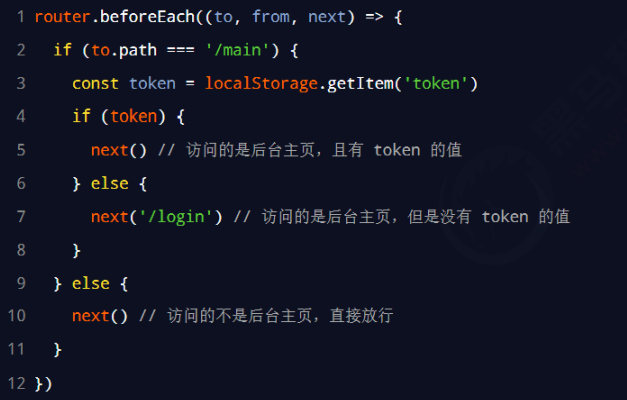 1 router.beforeEach((to, from, next) => {
2   if (to.path === '/main') {
3     const token = localStorage.getItem('token')
4     if (token) {
5       next() // 访问的是后台主页，且有 token 的值
6     } else {
7       next('/login') // 访问的是后台主页，但是没有 token 的值
8     }
9   } else {
10     next() // 访问的不是后台主页，直接放行
11   }
12 })